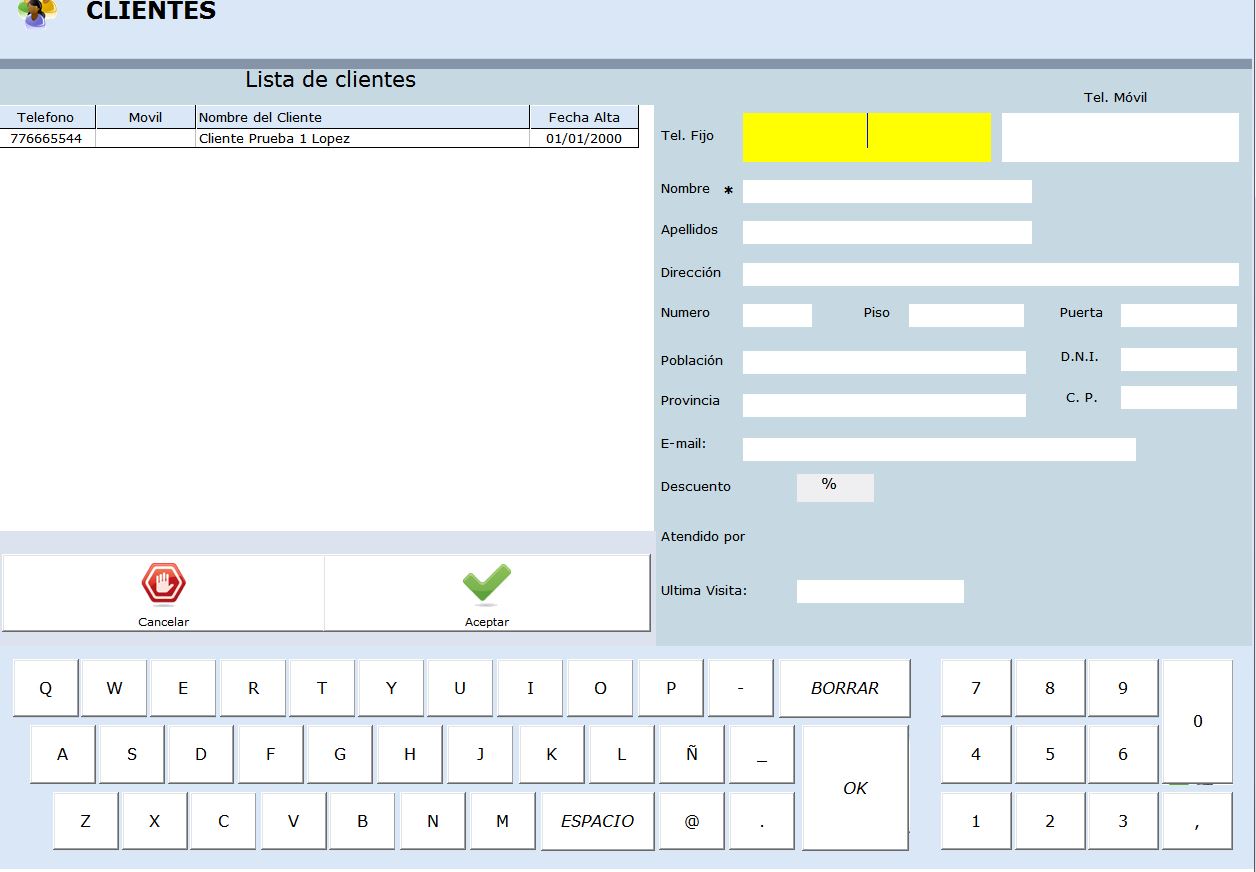 CLIENTES
Lista de clientes
Telefono Movil Nombre del Cliente Fecha Alta
776665544 Cliente Prueba 1 Lopez 01/01/2000
Tel. Móvil
Tel. Fijo
Nombre *
Apellidos
Dirección
Numero Piso Puerta
Población D.N.I.
Provincia C. P.
E-mail:
Descuento %
Atendido por
Ultima Visita:
Cancelar Aceptar
Q W E R T Y U I O P - BORRAR 7 8 9 0
A S D F G H J K L Ñ _ OK 4 5 6
Z X C V B N M ESPACIO @ . 1 2 3 ,